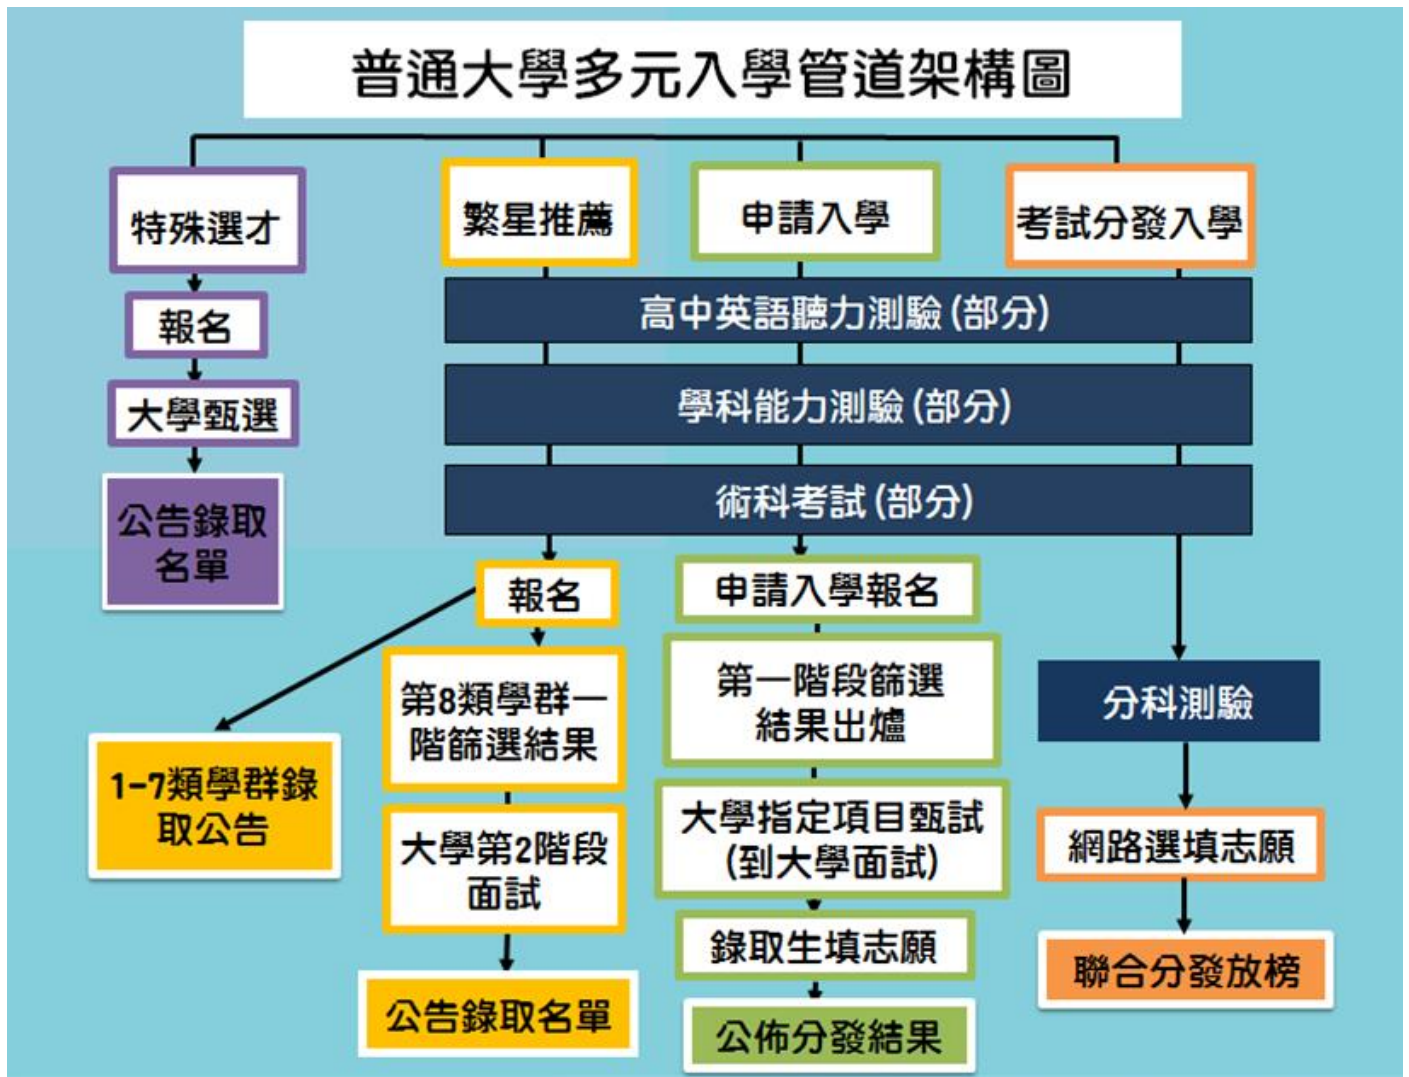 普通大學多元入學管道架構圖
特殊選才
繁星推薦
申請入學
考試分發入學
報名
大學甄選
公告錄取
名單
高中英語聽力測驗(部分)
學科能力測驗(部分)
術科考試(部分)
報名
1-7類學群錄
取公告
第8類學群一
階篩選結果
大學第2階段
面試
公告錄取名單
申請入學報名
第一階段篩選
結果出爐
大學指定項目甄試
(到大學面試)
錄取生填志願
公佈分發結果
分科測驗
網路選填志願
聯合分發放榜